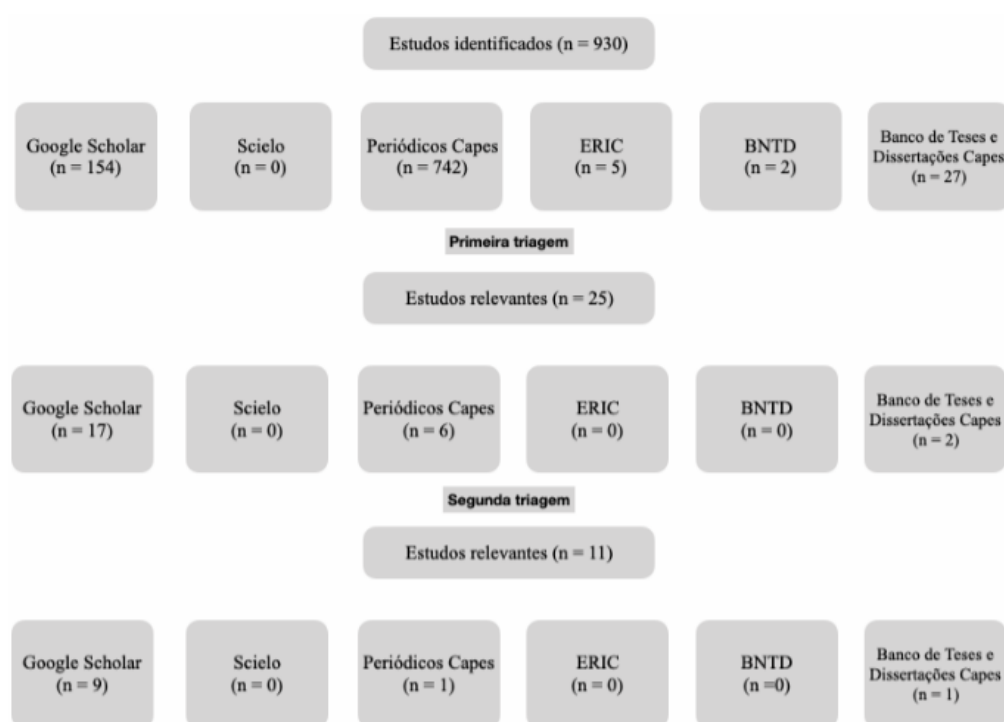 Estudos identificados (n = 930)
Google Scholar
(n = 154)
Scielo
(n = 0)
Periódicos Capes
(n = 742)
ERIC
(n = 5)
BNTD
(n = 2)
Banco de Teses e
Dissertações Capes
(n = 27)
Primeira triagem
Estudos relevantes (n = 25)
Google Scholar
(n = 17)
Scielo
(n = 0)
Periódicos Capes
(n = 6)
ERIC
(n = 0)
BNTD
(n = 0)
Banco de Teses e
Dissertações Capes
(n = 2)
Segunda triagem
Estudos relevantes (n = 11)
Google Scholar
(n = 9)
Scielo
(n = 0)
Periódicos Capes
(n = 1)
ERIC
(n = 0)
BNTD
(n =0)
Banco de Teses e
Dissertações Capes
(n = 1)